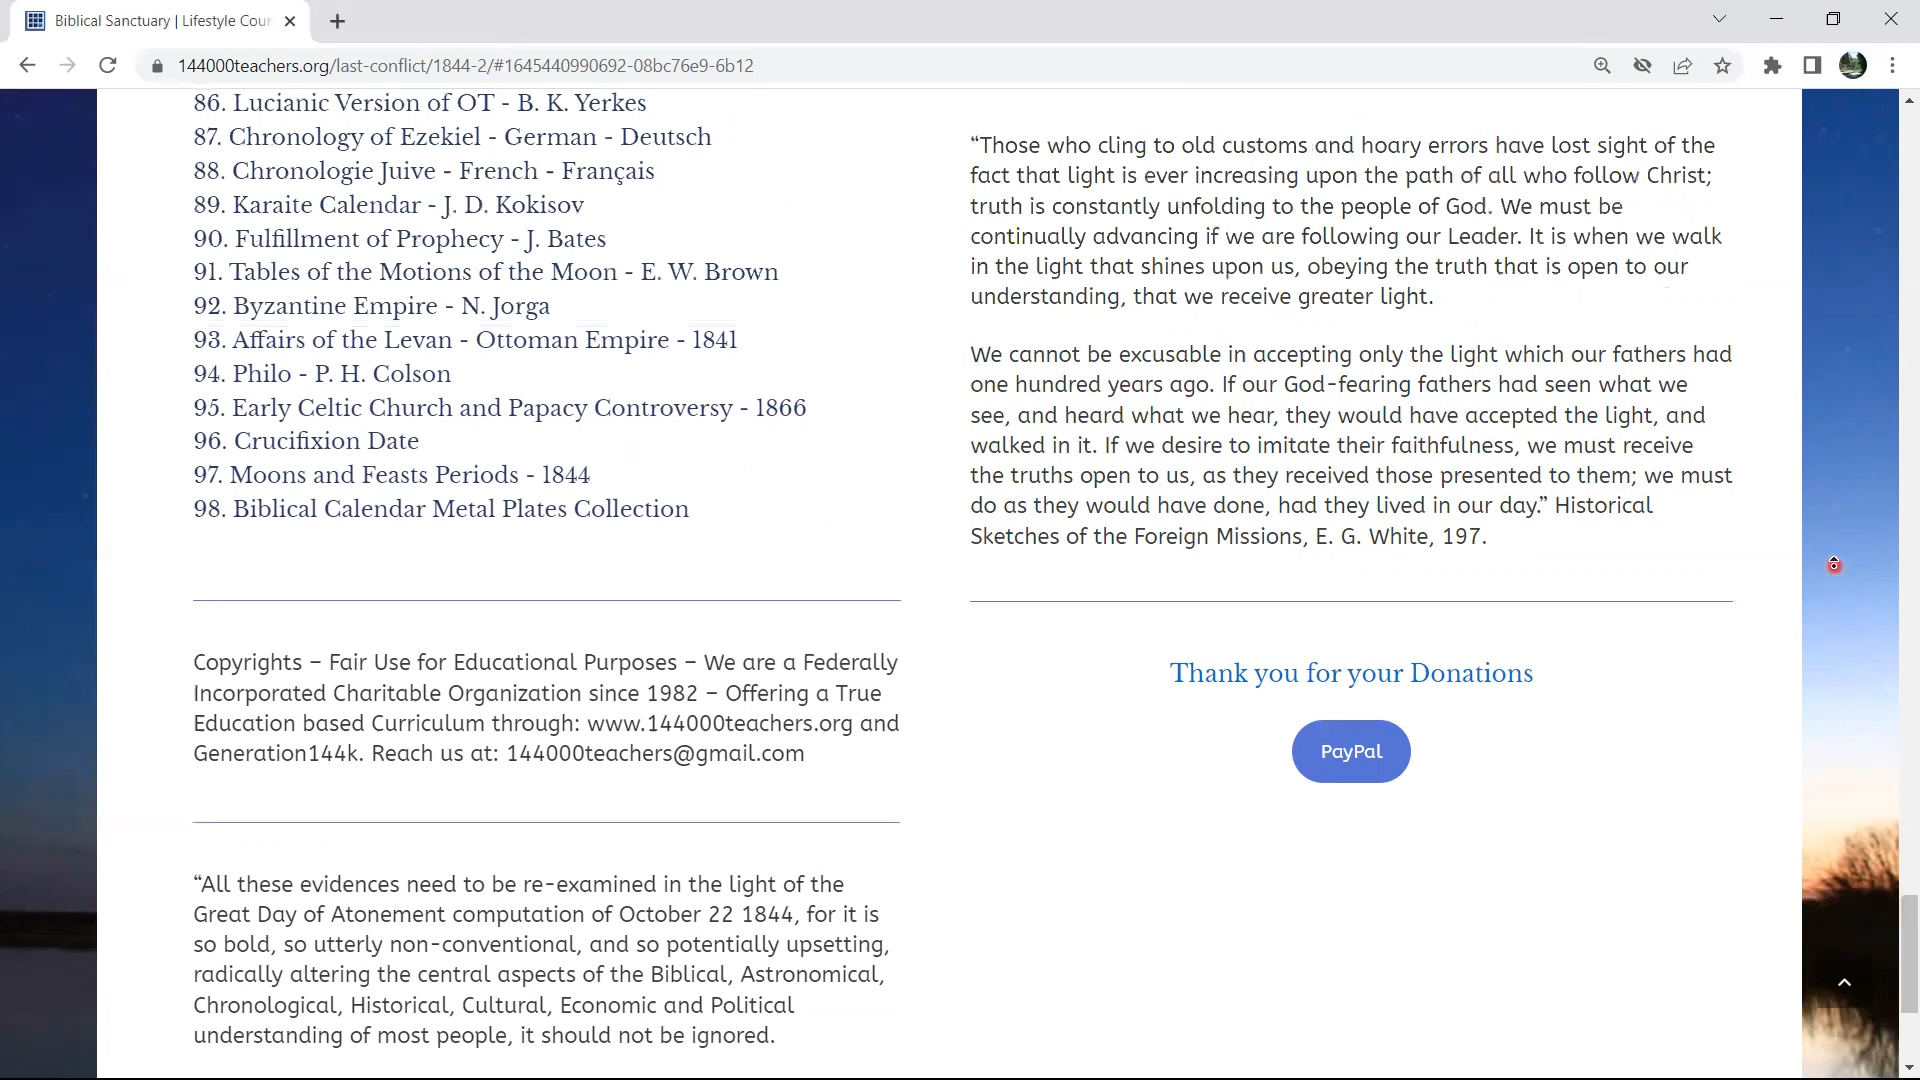 Biblical Sanctuary | Lifestyle Cour
144000teachers.org/last-conflict/1844-2/#1645440990692-08bc76e9-6b12
86. Lucianic Version of OT - B. K. Yerkes
87. Chronology of Ezekiel - German - Deutsch
88. Chronologie Juive - French - Français
89. Karaite Calendar - J. D. Kokisov
90. Fulfillment of Prophecy - J. Bates
91. Tables of the Motions of the Moon - E. W. Brown
92. Byzantine Empire - N. Jorga
93. Affairs of the Levan - Ottoman Empire - 1841
94. Philo - P. H. Colson
95. Early Celtic Church and Papacy Controversy - 1866
96. Crucifixion Date
97. Moons and Feasts Periods - 1844
98. Biblical Calendar Metal Plates Collection
Copyrights – Fair Use for Educational Purposes – We are a Federally
Incorporated Charitable Organization since 1982 – Offering a True
Education based Curriculum through: www.144000teachers.org and
Generation144k. Reach us at: 144000teachers@gmail.com
“All these evidences need to be re-examined in the light of the
Great Day of Atonement computation of October 22 1844, for it is
so bold, so utterly non-conventional, and so potentially upsetting,
radically altering the central aspects of the Biblical, Astronomical,
Chronological, Historical, Cultural, Economic and Political
understanding of most people, it should not be ignored.
“Those who cling to old customs and hoary errors have lost sight of the
fact that light is ever increasing upon the path of all who follow Christ;
truth is constantly unfolding to the people of God. We must be
continually advancing if we are following our Leader. It is when we walk
in the light that shines upon us, obeying the truth that is open to our
understanding, that we receive greater light.
We cannot be excusable in accepting only the light which our fathers had
one hundred years ago. If our God-fearing fathers had seen what we
see, and heard what we hear, they would have accepted the light, and
walked in it. If we desire to imitate their faithfulness, we must receive
the truths open to us, as they received those presented to them; we must
do as they would have done, had they lived in our day.” Historical
Sketches of the Foreign Missions, E. G. White, 197.
Thank you for your Donations
PayPal